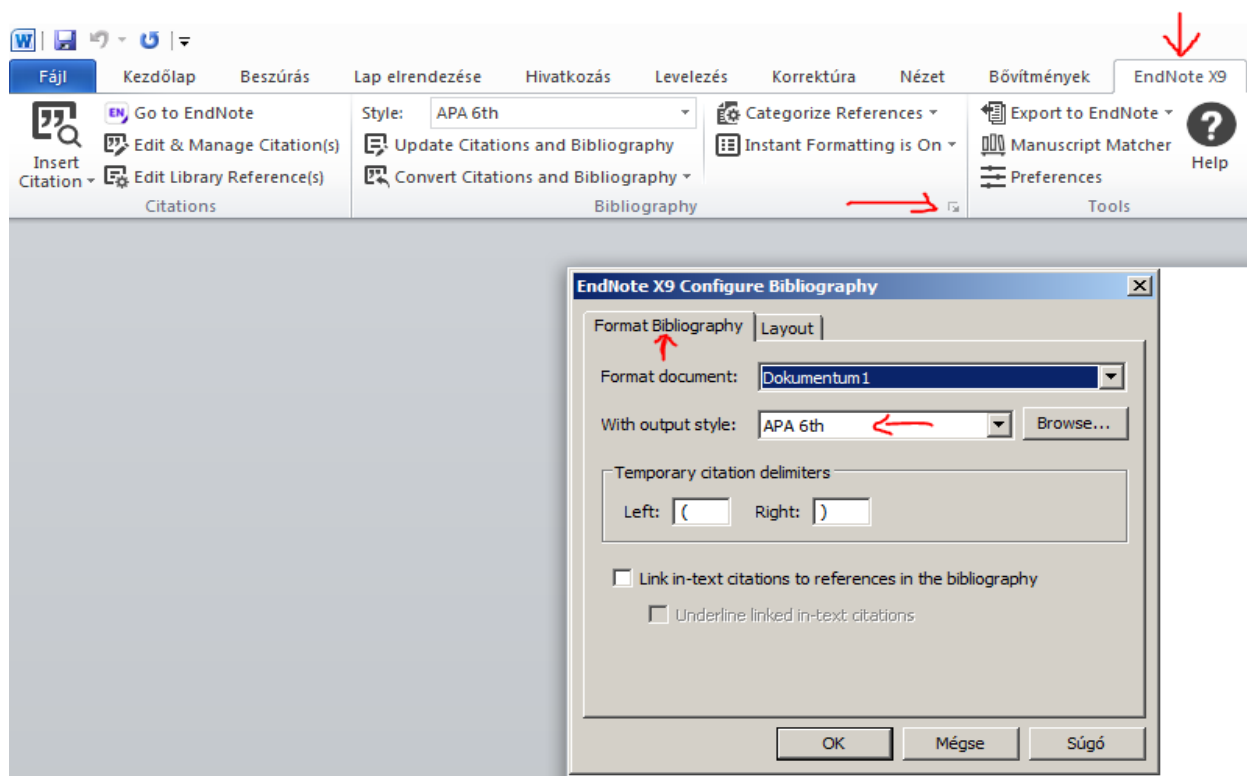 W
Fájl Kezdőlap Beszúrás Lap elrendezése Hivatkozás Levelezés Korrektúra Nézet Bővítmények EndNote X9
Insert
Citation
EN Go to EndNote
Edit & Manage Citation(s)
Edit Library Reference(s)
Citations
Style: APA 6th
Update Citations and Bibliography
Convert Citations and Bibliography
Categorize References
Instant Formatting is On
Bibliography
Export to EndNote
Manuscript Matcher
Preferences
Tools
?
Help
EndNote X9 Configure Bibliography
Format Bibliography Layout
Format document: Dokumentum1
With output style: APA 6th Browse...
Temporary citation delimiters
Left: ( Right: )
Link in-text citations to references in the bibliography
Underline linked in-text citations
OK Mégse Súgó